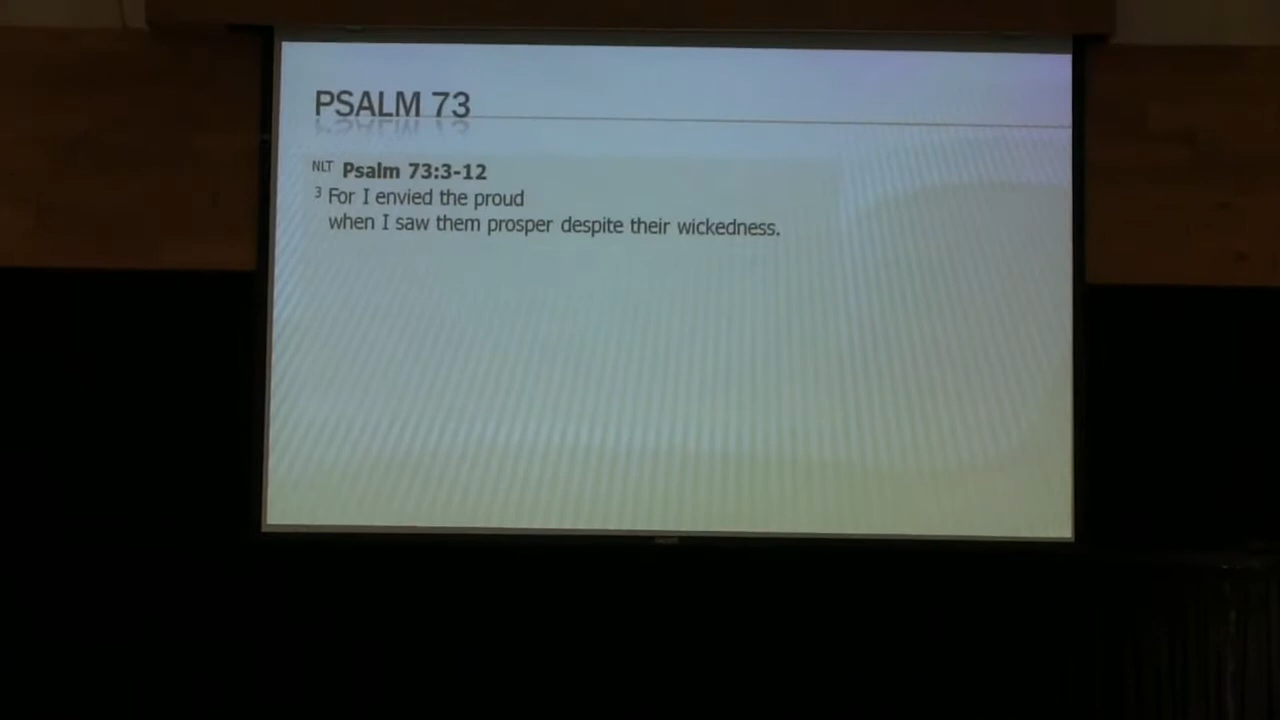 PSALM 73
NLT Psalm 73:3-12
3 For I envied the proud
when I saw them prosper despite their wickedness.